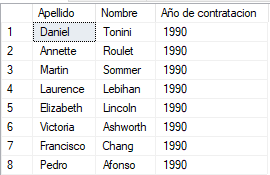 Apellido Nombre Año de contratacion
1 Daniel Tonini 1990
2 Annette Roulet 1990
3 Martin Sommer 1990
4 Laurence Lebihan 1990
5 Elizabeth Lincoln 1990
6 Victoria Ashworth 1990
7 Francisco Chang 1990
8 Pedro Afonso 1990